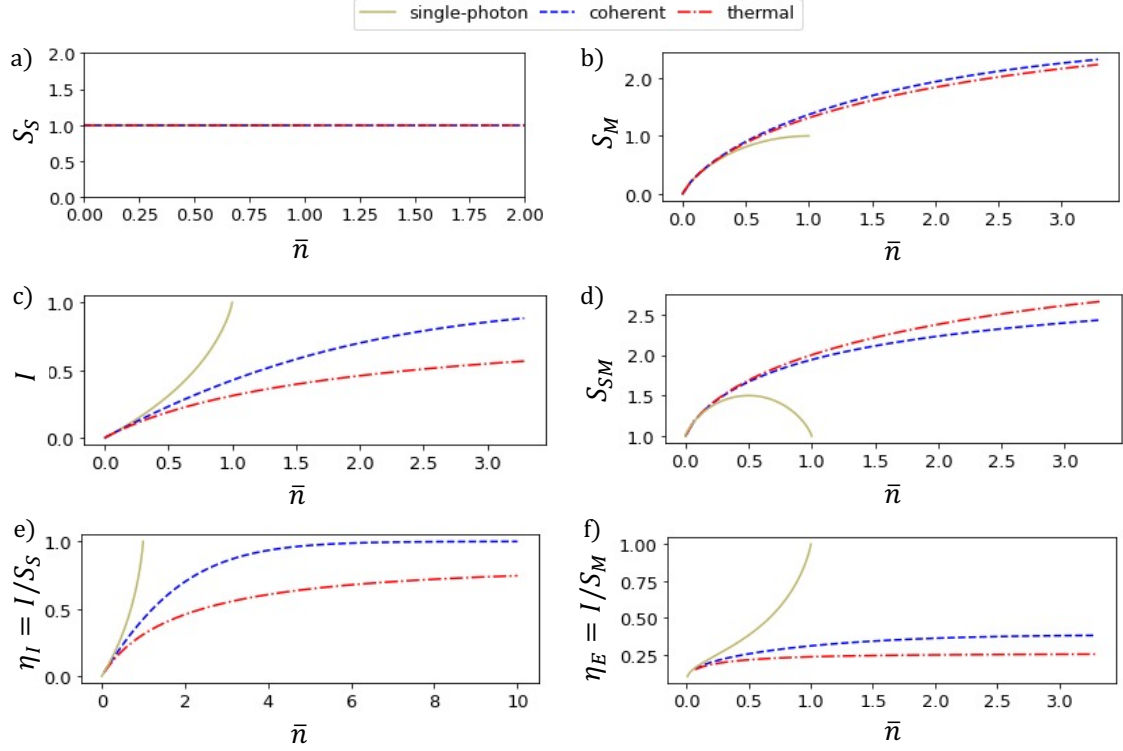 single-photon coherent thermal
a)
S_S
2.0
1.5
1.0
0.5
0.0
0.00 0.25 0.50 0.75 1.00 1.25 1.50 1.75 2.00
n̄
b)
S_M
2.0
1.0
0.0
0.0 0.5 1.0 1.5 2.0 2.5 3.0
n̄
c)
I
1.0
0.5
0.0
0.0 0.5 1.0 1.5 2.0 2.5 3.0
n̄
d)
S_SM
2.5
2.0
1.5
1.0
0.0 0.5 1.0 1.5 2.0 2.5 3.0
n̄
e)
η_I = I/S_S
1.0
0.5
0.0
0 2 4 6 8 10
n̄
f)
η_E = I/S_M
1.00
0.75
0.50
0.25
0.0 0.5 1.0 1.5 2.0 2.5 3.0
n̄